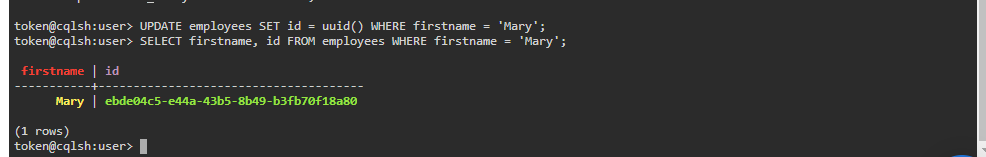 token@cqlsh:user> UPDATE employees SET id = uuid() WHERE firstname = 'Mary';
token@cqlsh:user> SELECT firstname, id FROM employees WHERE firstname = 'Mary';
firstname | id
-----------+--------------------------------------
Mary | ebde04c5-e44a-43b5-8b49-b3fb70f18a80
(1 rows)
token@cqlsh:user>